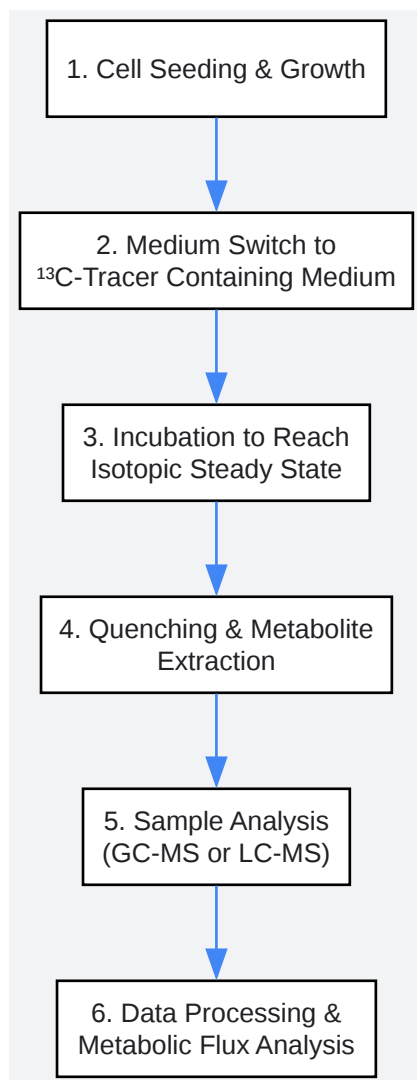 1. Cell Seeding & Growth
2. Medium Switch to
¹³C-Tracer Containing Medium
3. Incubation to Reach
Isotopic Steady State
4. Quenching & Metabolite
Extraction
5. Sample Analysis
(GC-MS or LC-MS)
6. Data Processing &
Metabolic Flux Analysis